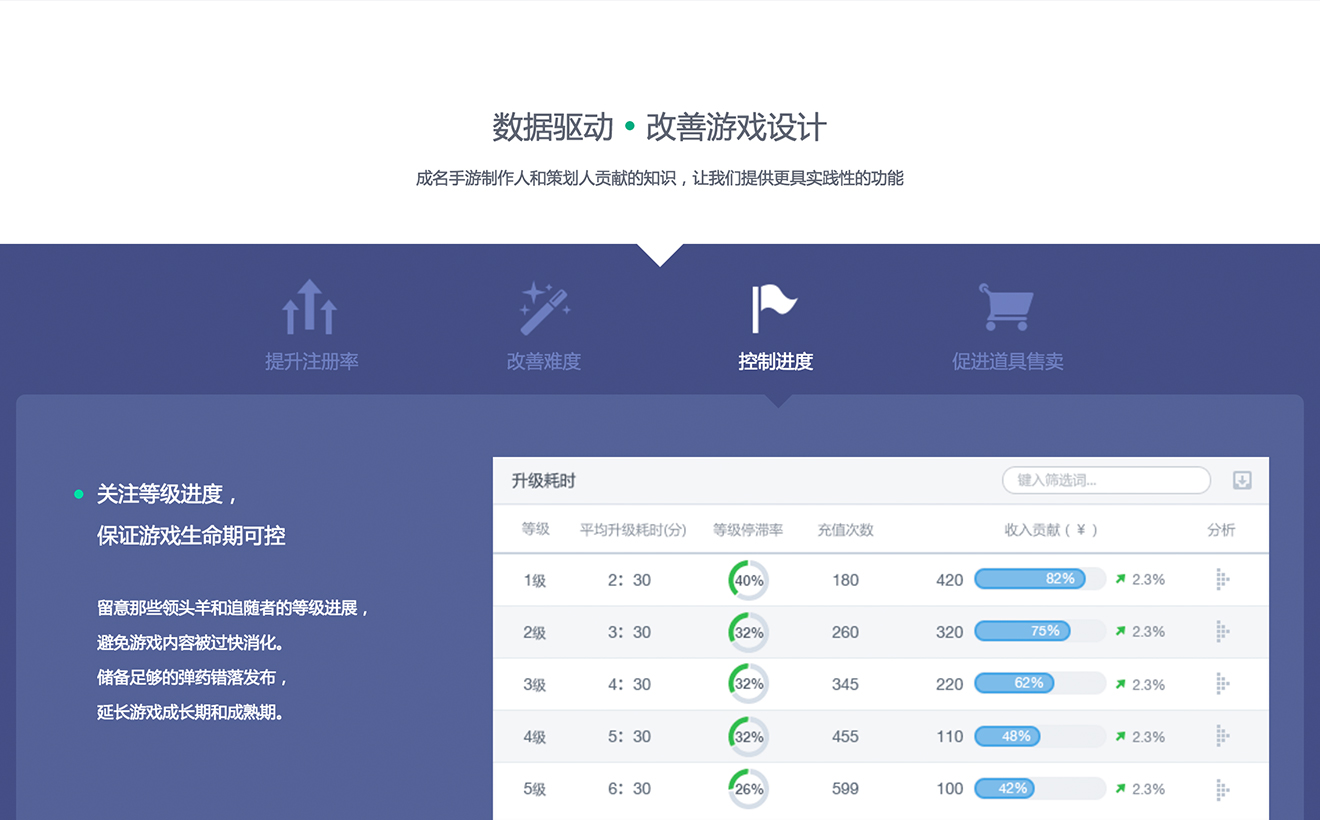 数据驱动•改善游戏设计
成名手游制作人和策划人贡献的知识，让我们提供更具实践性的功能
提升注册率 改善难度 控制进度 促进道具售卖
关注等级进度，
保证游戏生命期可控
留意那些领头羊和追随者的等级进展，
避免游戏内容被过快消化。
储备足够的弹药错落发布，
延长游戏成长期和成熟期。
升级耗时 键入筛选词...
等级 平均升级耗时(分) 等级停滞率 充值次数 收入贡献（¥） 分析
1级 2：30 40% 180 420 82% 2.3%
2级 3：30 32% 260 320 75% 2.3%
3级 4：30 32% 345 220 62% 2.3%
4级 5：30 32% 455 110 48% 2.3%
5级 6：30 26% 599 100 42% 2.3%